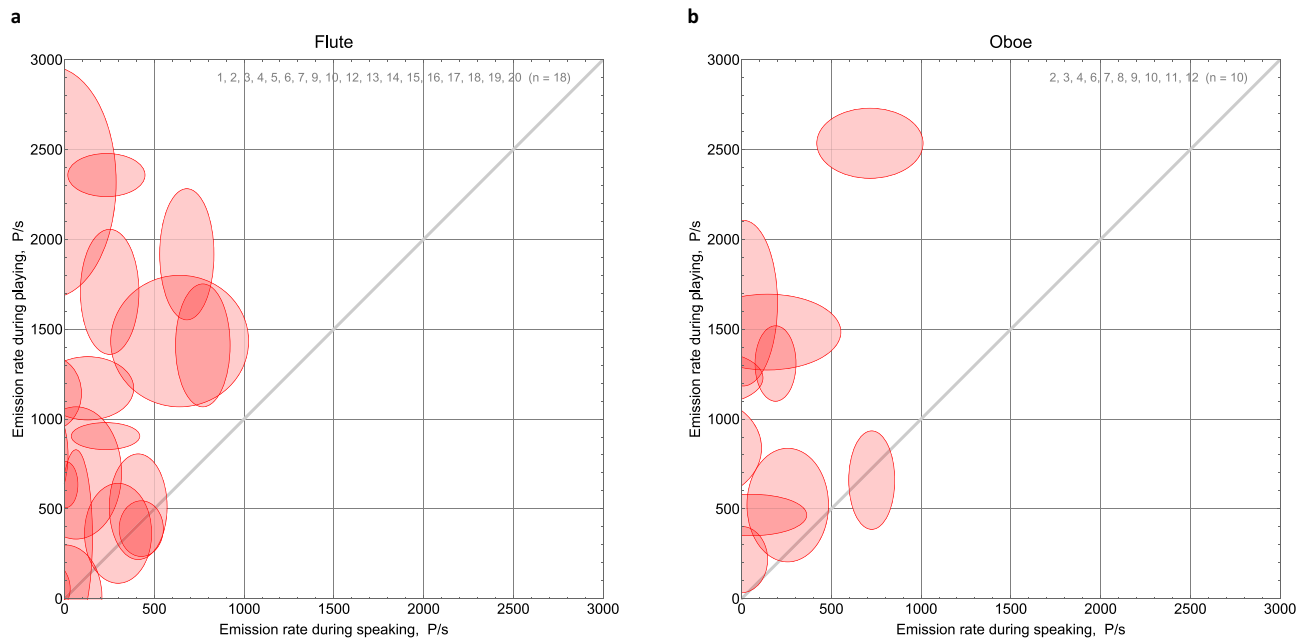 a
Flute
1, 2, 3, 4, 5, 6, 7, 9, 10, 12, 13, 14, 15, 16, 17, 18, 19, 20 (n = 18)
3000
2500
2000
1500
1000
500
0
Emission rate during playing, P/s
0 500 1000 1500 2000 2500 3000
Emission rate during speaking, P/s
b
Oboe
2, 3, 4, 6, 7, 8, 9, 10, 11, 12 (n = 10)
3000
2500
2000
1500
1000
500
0
Emission rate during playing, P/s
0 500 1000 1500 2000 2500 3000
Emission rate during speaking, P/s